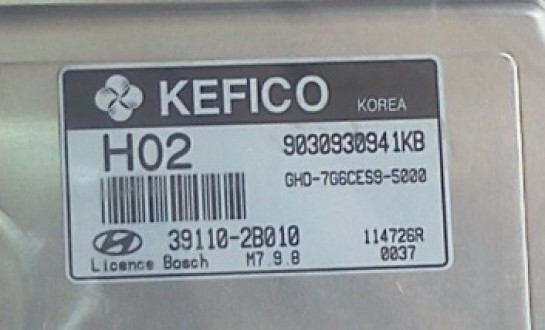 KEFICO KOREA
H02 9030930941KB
GHD-7G6CES9-5000
39110-2B010 114726R
Licence Bosch M7.9.8 0037